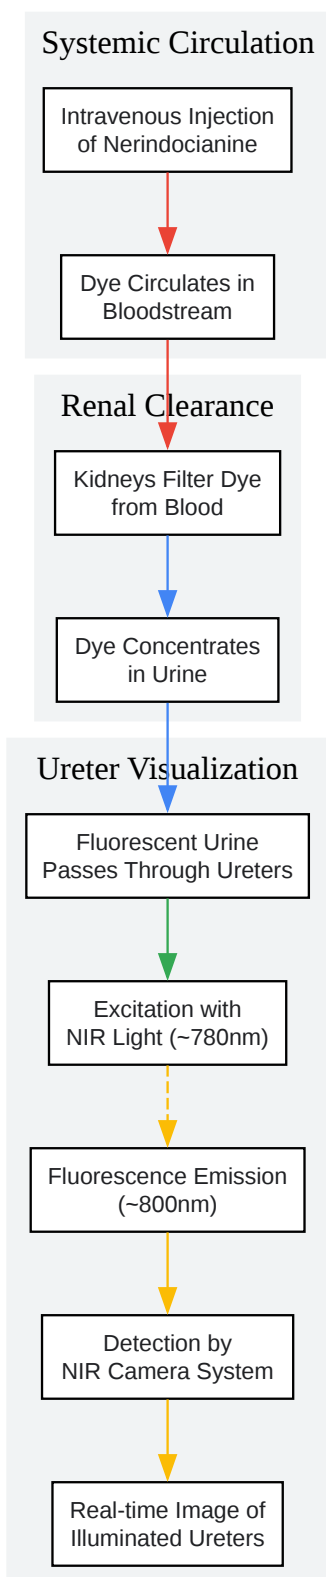 Systemic Circulation
Intravenous Injection
of Nerindocianine
Dye Circulates in
Bloodstream
Renal Clearance
Kidneys Filter Dye
from Blood
Dye Concentrates
in Urine
Ureter Visualization
Fluorescent Urine
Passes Through Ureters
Excitation with
NIR Light (~780nm)
Fluorescence Emission
(~800nm)
Detection by
NIR Camera System
Real-time Image of
Illuminated Ureters